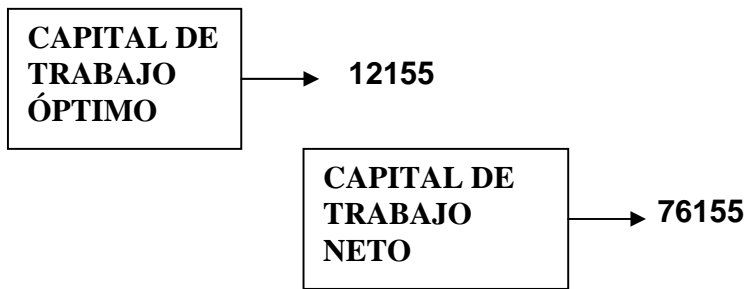 CAPITAL DE
TRABAJO
ÓPTIMO
12155
CAPITAL DE
TRABAJO
NETO
76155